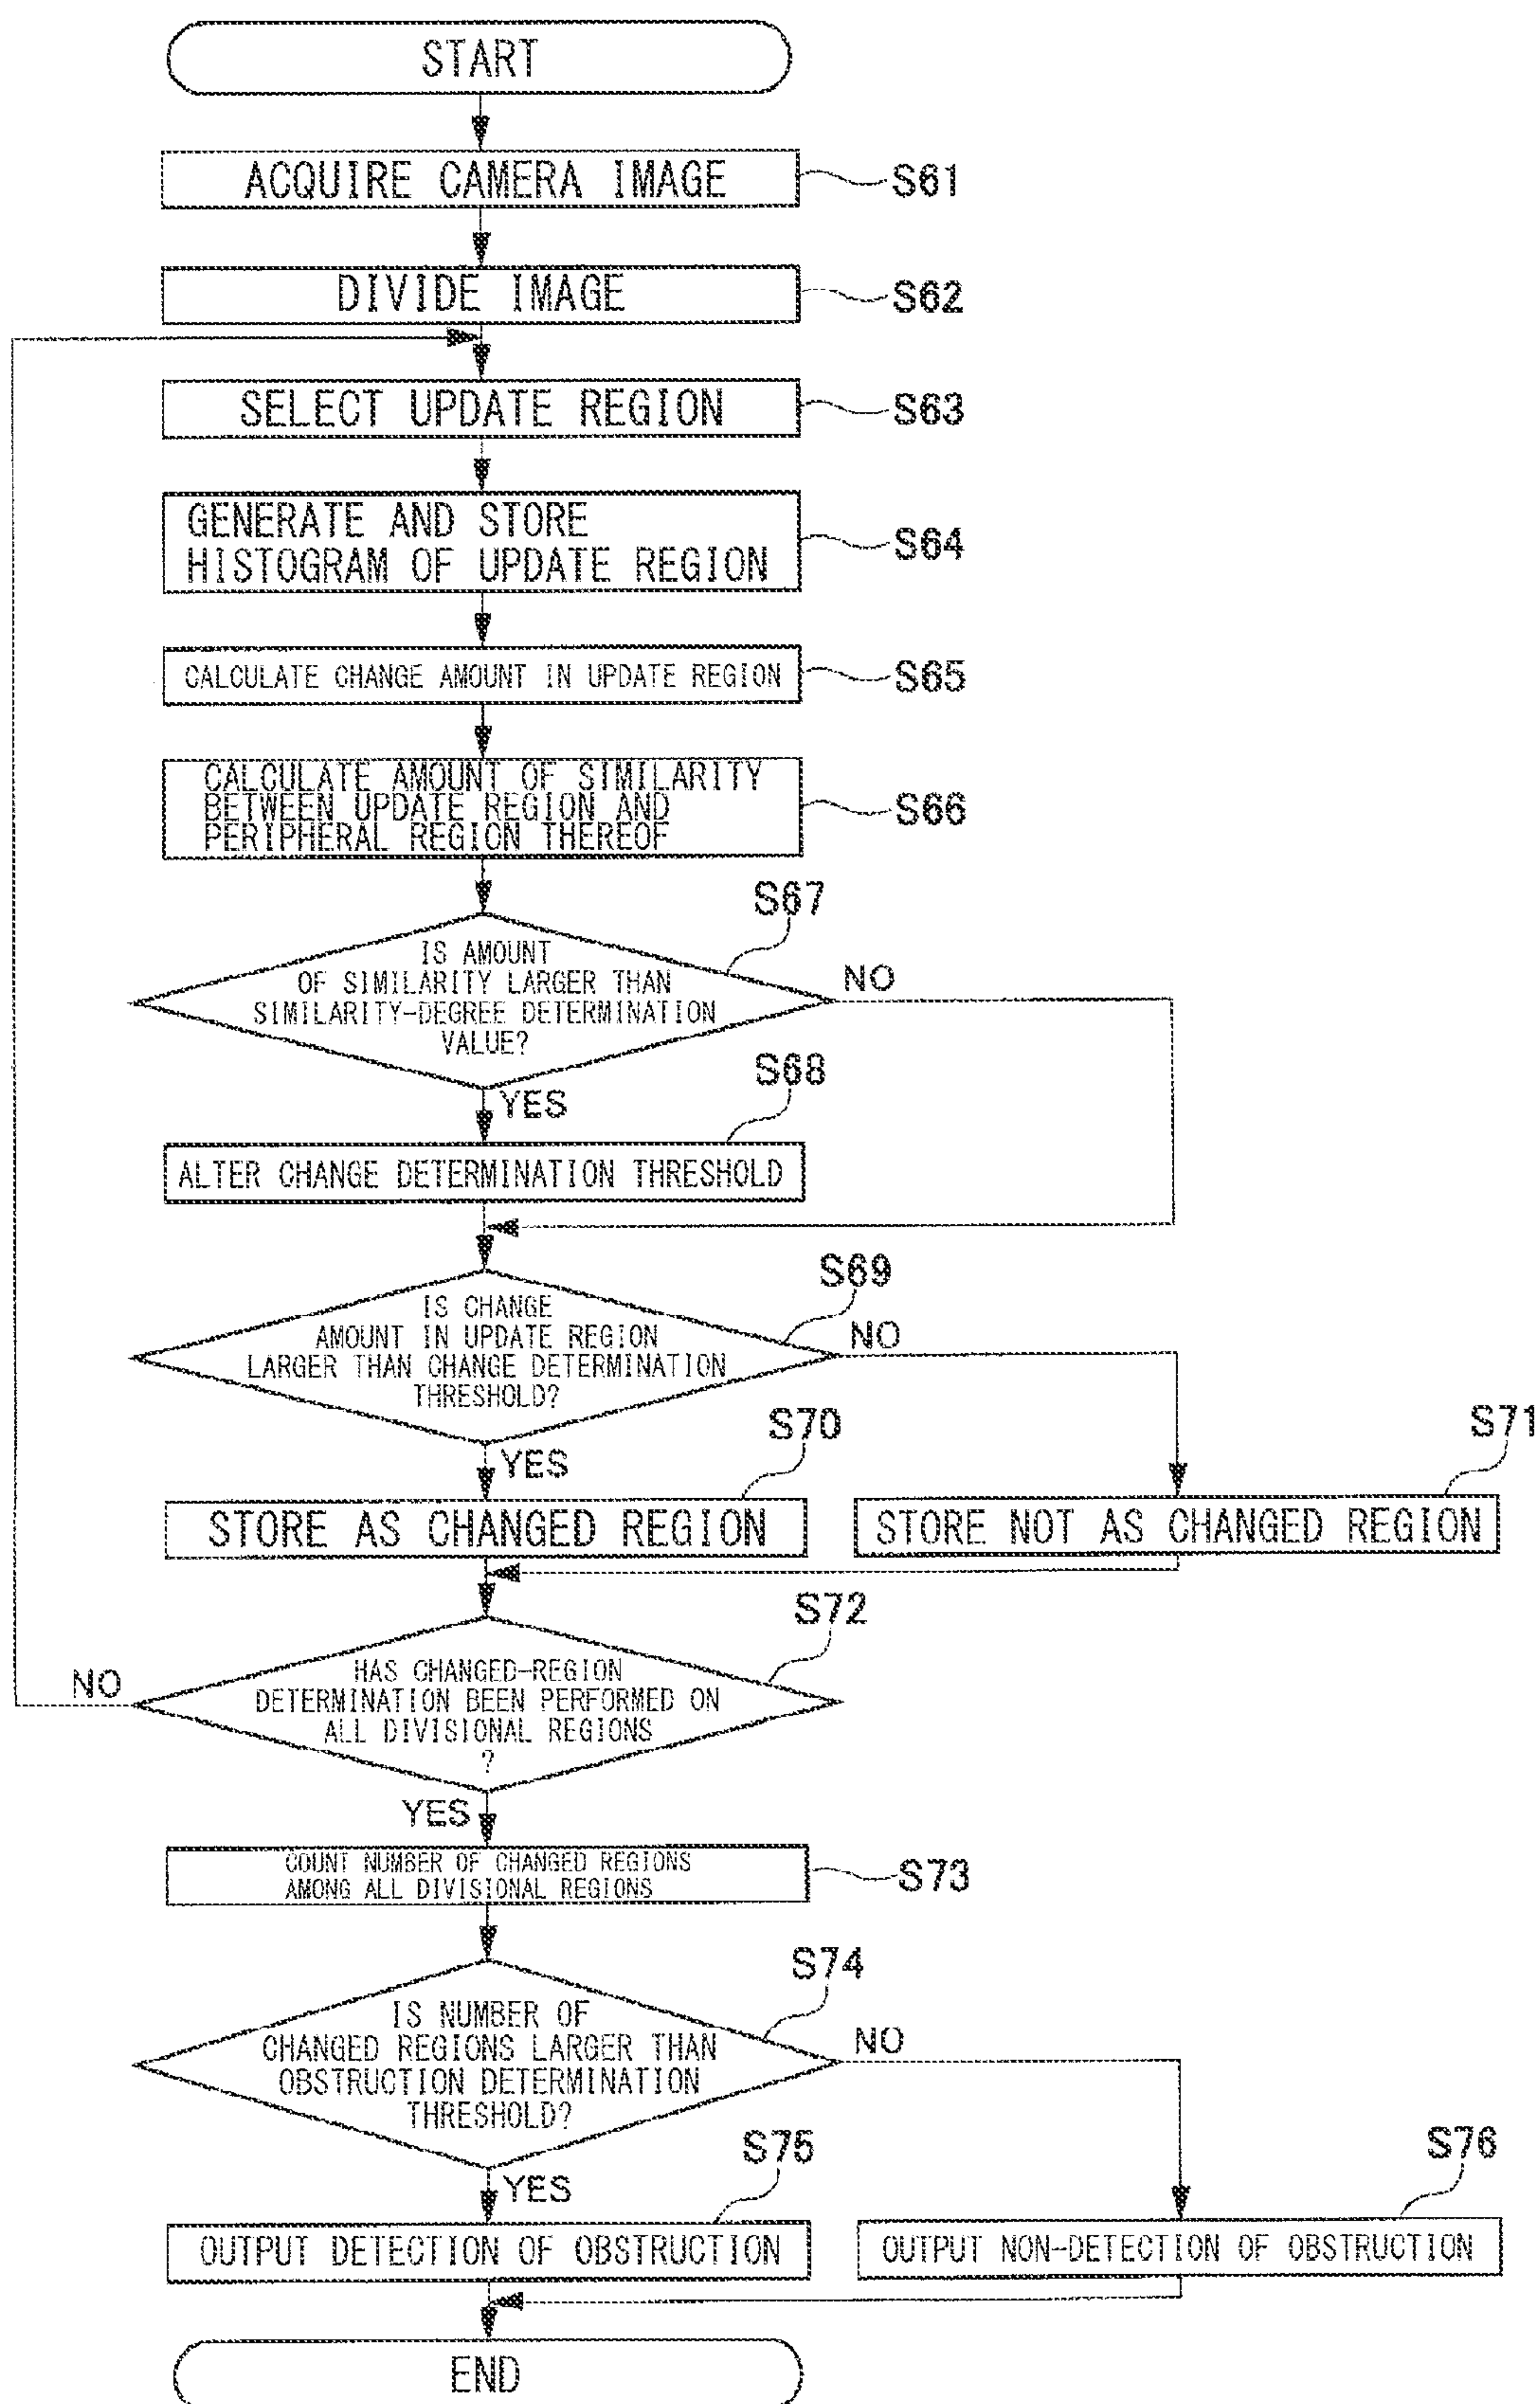 START
ACQUIRE CAMERA IMAGE
S61
DIVIDE IMAGE
S62
SELECT UPDATE REGION
S63
GENERATE AND STORE
HISTOGRAM OF UPDATE REGION
S64
CALCULATE CHANGE AMOUNT IN UPDATE REGION
S65
CALCULATE AMOUNT OF SIMILARITY
BETWEEN UPDATE REGION AND
PERIPHERAL REGION THEREOF
S66
S67
IS AMOUNT
OF SIMILARITY LARGER THAN
SIMILARITY-DEGREE DETERMINATION
VALUE?
NO
YES
S68
ALTER CHANGE DETERMINATION THRESHOLD
S69
IS CHANGE
AMOUNT IN UPDATE REGION
LARGER THAN CHANGE DETERMINATION
THRESHOLD?
NO
YES
S70
S71
STORE AS CHANGED REGION
STORE NOT AS CHANGED REGION
S72
HAS CHANGED-REGION
DETERMINATION BEEN PERFORMED ON
ALL DIVISIONAL REGIONS
?
NO
YES
COUNT NUMBER OF CHANGED REGIONS
AMONG ALL DIVISIONAL REGIONS
S73
S74
IS NUMBER OF
CHANGED REGIONS LARGER THAN
OBSTRUCTION DETERMINATION
THRESHOLD?
NO
YES
S75
S76
OUTPUT DETECTION OF OBSTRUCTION
OUTPUT NON-DETECTION OF OBSTRUCTION
END